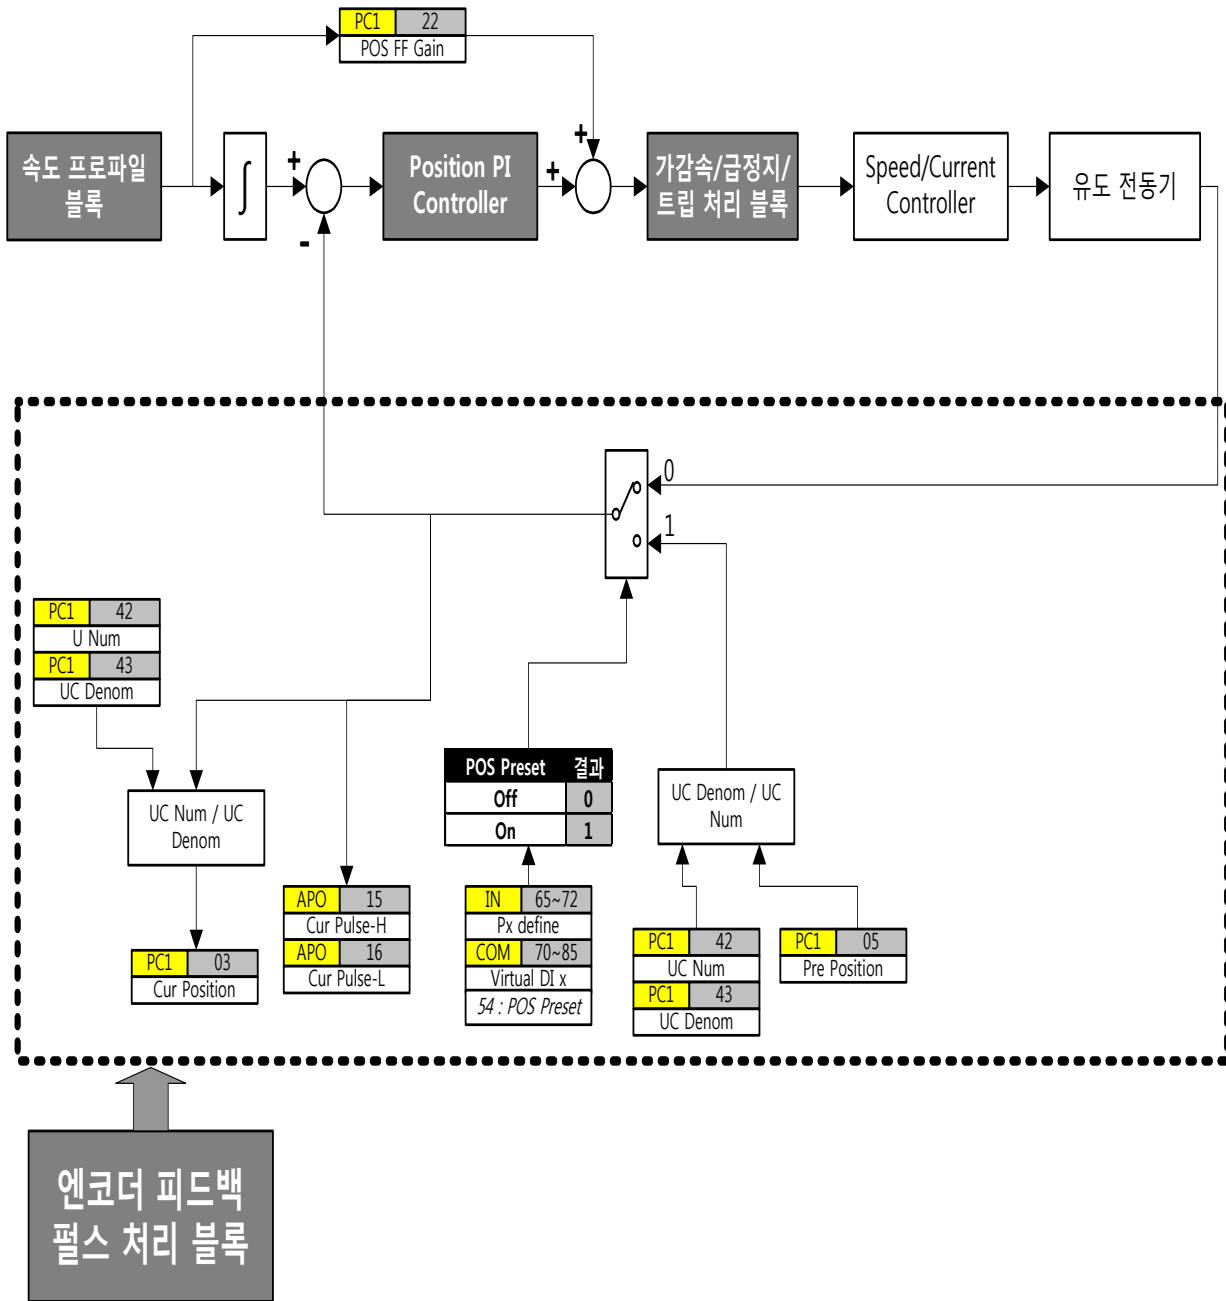 PC1 22
POS FF Gain
속도 프로파일
블록
∫
+
-
Position PI
Controller
+
+
가감속/급정지/
트립 처리 블록
Speed/Current
Controller
유도 전동기
0
1
PC1 42
U Num
PC1 43
UC Denom
UC Num / UC
Denom
PC1 03
Cur Position
APO 15
Cur Pulse-H
APO 16
Cur Pulse-L
POS Preset 결과
Off 0
On 1
IN 65~72
Px define
COM 70~85
Virtual DI x
54 : POS Preset
UC Denom / UC
Num
PC1 42
UC Num
PC1 43
UC Denom
PC1 05
Pre Position
엔코더 피드백
펄스 처리 블록